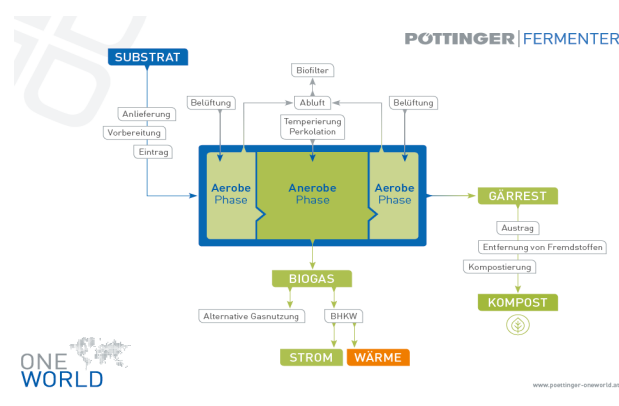 PÖTTINGER FERMENTER
SUBSTRAT
Biofilter
Belüftung
Abluft
Belüftung
Anlieferung
Temperierung
Perkolation
Vorbereitung
Eintrag
Aerobe
Phase
Anerobe
Phase
Aerobe
Phase
GÄRREST
Austrag
Entfernung von Fremdstoffen
Kompostierung
BIOGAS
KOMPOST
Alternative Gasnutzung
BHKW
STROM
WÄRME
ONE
WORLD
www.poettinger-oneworld.at